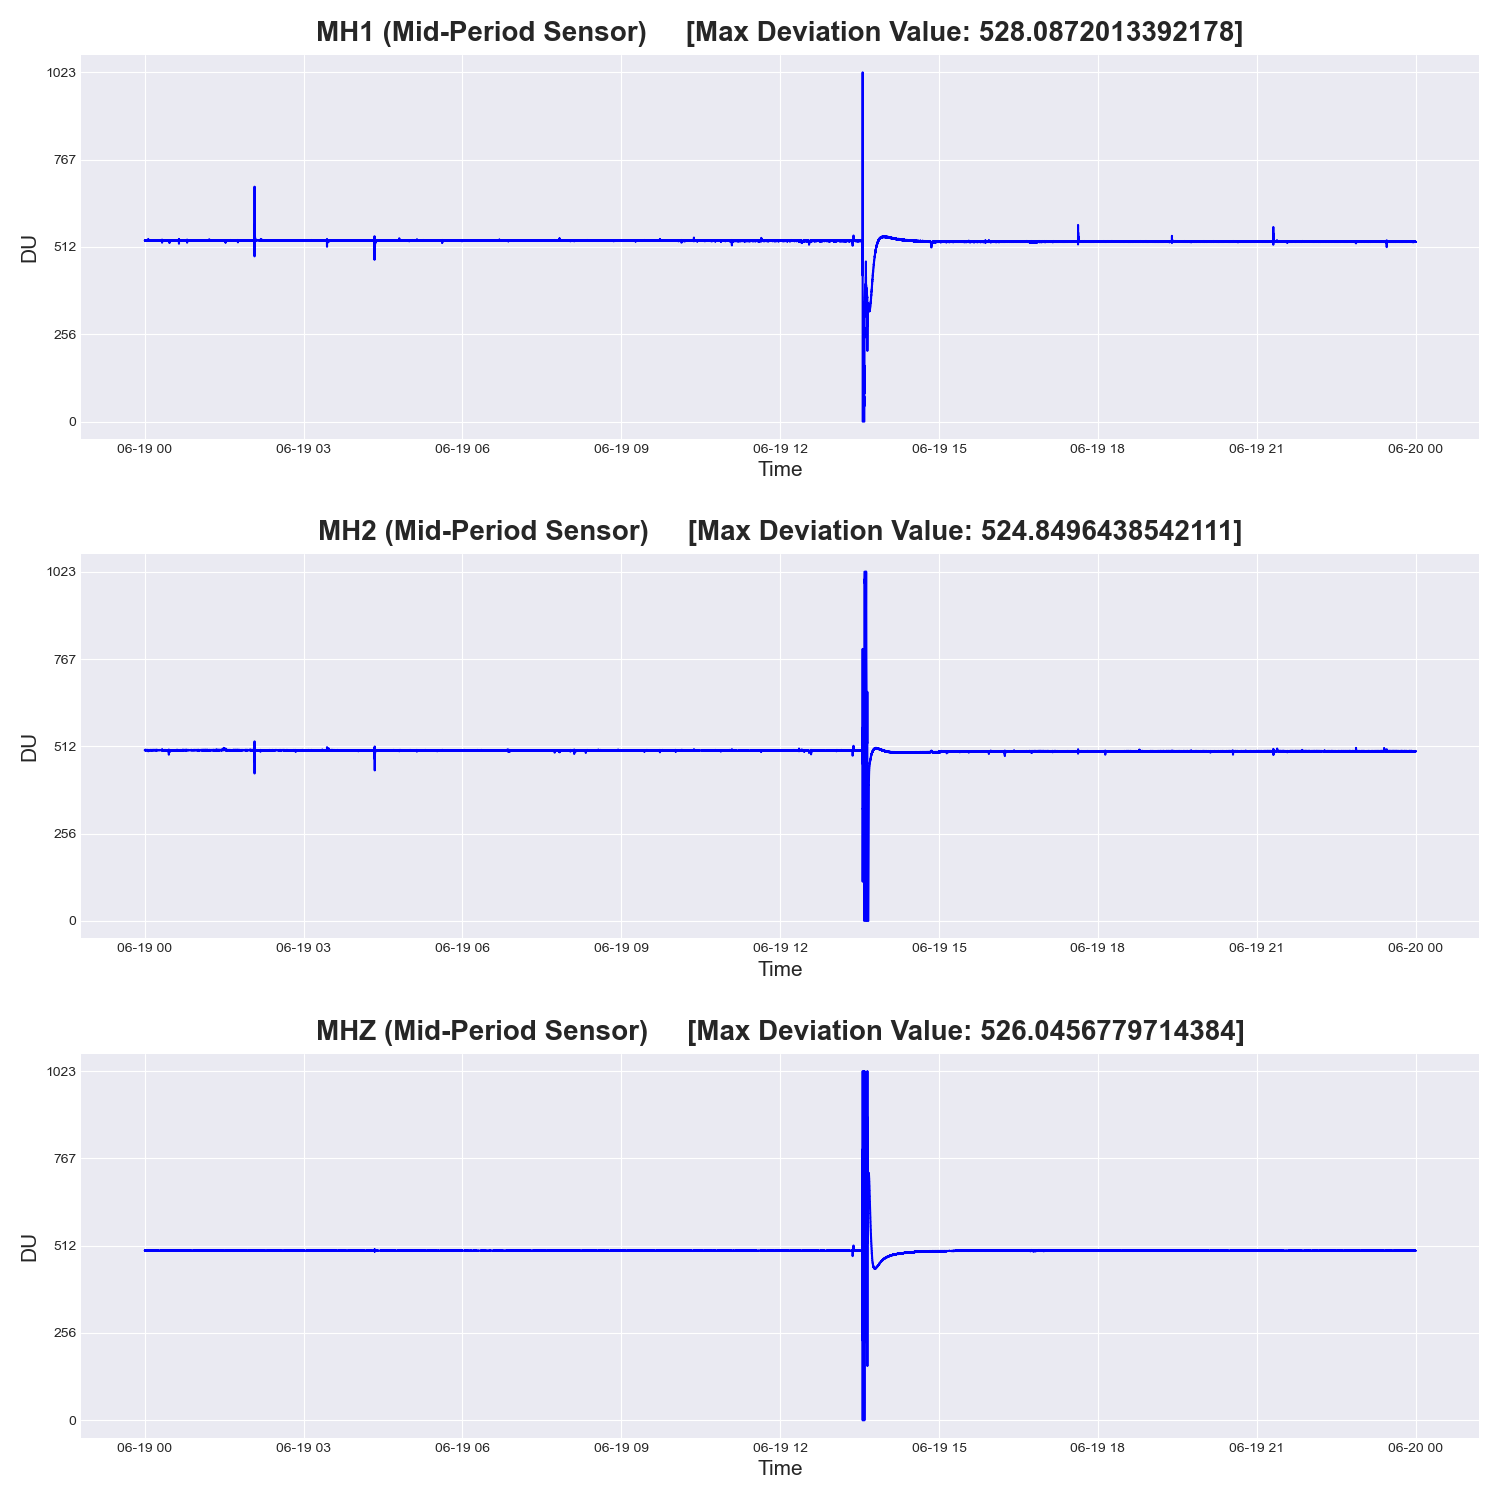 MH1 (Mid-Period Sensor) [Max Deviation Value: 528.0872013392178]
1023
767
512
256
0
DU
06-19 00 06-19 03 06-19 06 06-19 09 06-19 12 06-19 15 06-19 18 06-19 21 06-20 00
Time
MH2 (Mid-Period Sensor) [Max Deviation Value: 524.8496438542111]
1023
767
512
256
0
DU
06-19 00 06-19 03 06-19 06 06-19 09 06-19 12 06-19 15 06-19 18 06-19 21 06-20 00
Time
MHZ (Mid-Period Sensor) [Max Deviation Value: 526.0456779714384]
1023
767
512
256
0
DU
06-19 00 06-19 03 06-19 06 06-19 09 06-19 12 06-19 15 06-19 18 06-19 21 06-20 00
Time